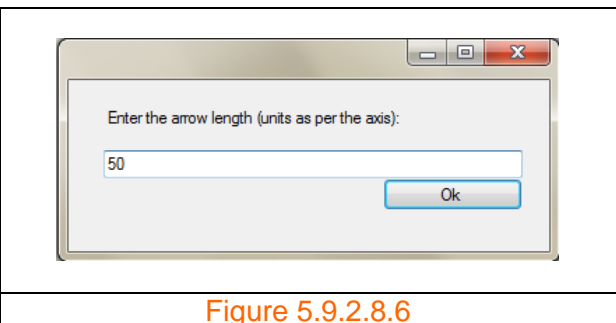 Enter the arrow length (units as per the axis):
50
Ok
Figure 5.9.2.8.6